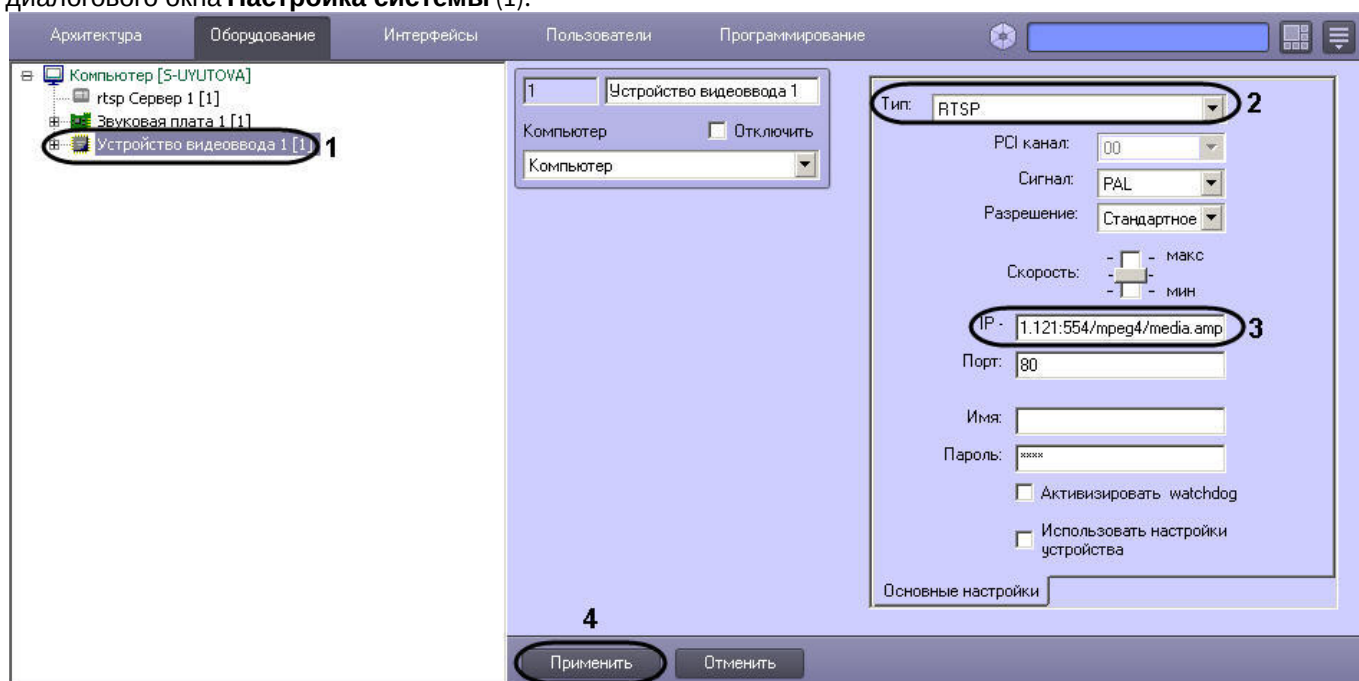 диалогового окна Настройка системы (1).
Архитектура Оборудование Интерфейсы Пользователи Программирование
Компьютер [S-UYUTOVA]
rtsp Сервер 1 [1]
Звуковая плата 1 [1]
Устройство видеоввода 1 [1] 1
1 Устройство видеоввода 1
Компьютер Отключить
Компьютер
Тип: RTSP 2
PCI канал: 00
Сигнал: PAL
Разрешение: Стандартное
Скорость: макс
мин
IP - 1.121:554/mpeg4/media.amp 3
Порт: 80
Имя:
Пароль: ****
Активизировать watchdog
Использовать настройки
устройства
Основные настройки
4
Применить Отменить